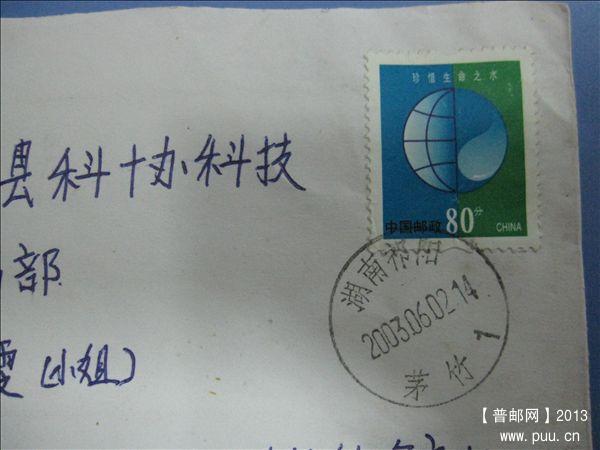 珍惜生命之水
中国邮政 80分 CHINA
县科协科技
部
(小姐)
湖南祁阳
2003.06.02.14
茅竹 1
【普邮网】2013
www.puu.cn